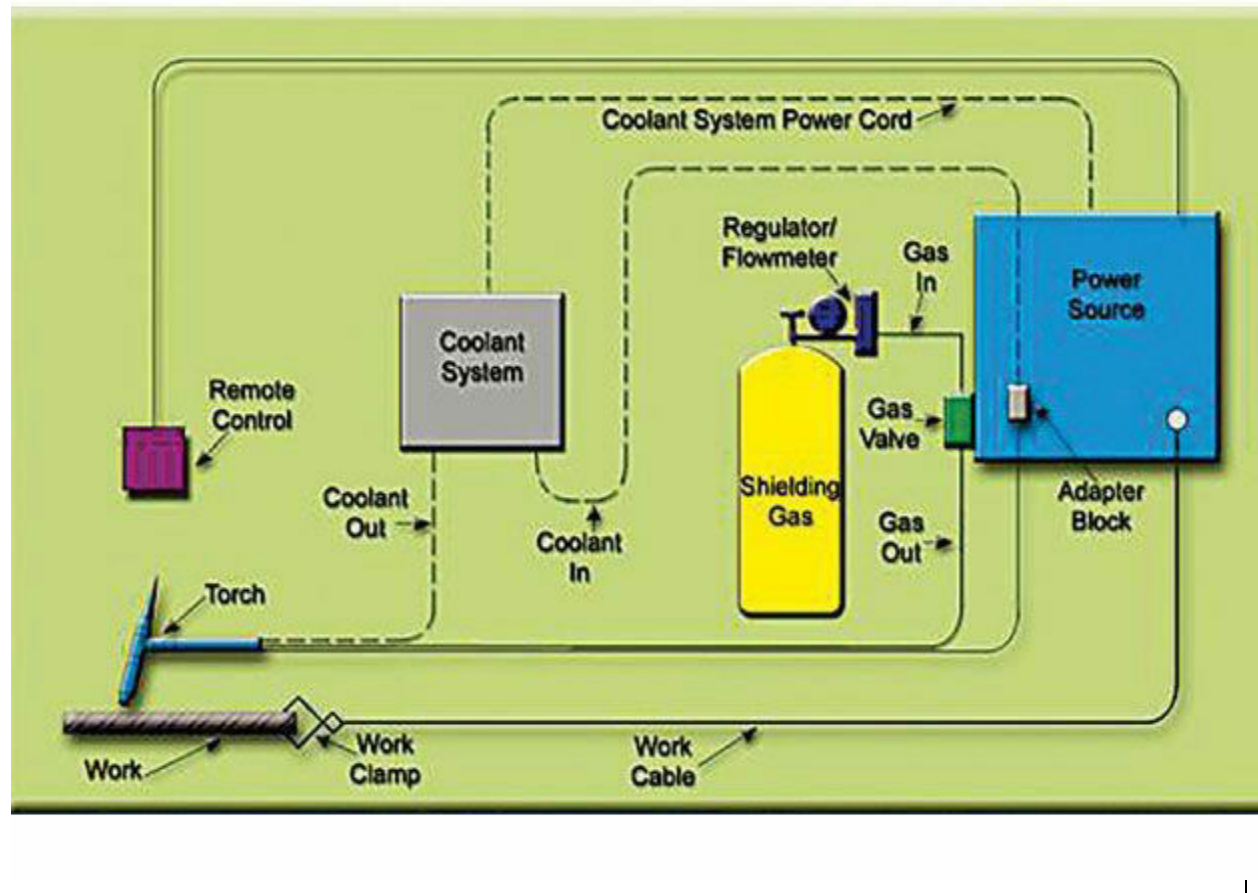 Coolant System Power Cord
Regulator/
Flowmeter
Gas
In
Power
Source
Coolant
System
Remote
Control
Gas
Valve
Shielding
Gas
Adapter
Block
Coolant
Out
Coolant
In
Gas
Out
Torch
Work
Work
Clamp
Work
Cable